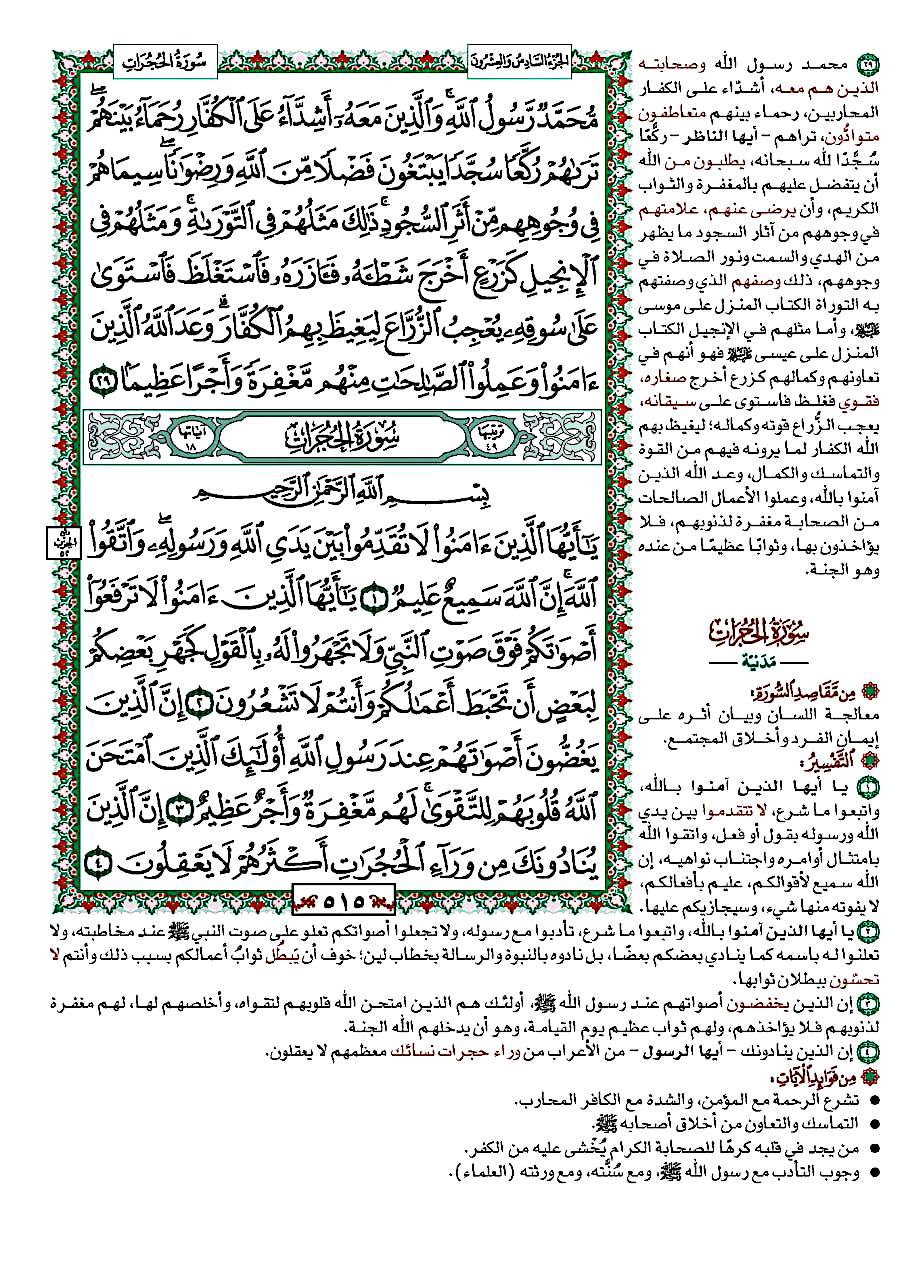 سُورَةُ الحُجُرَاتِ
الجُزْءُ السَّادِسُ وَالعِشْرُونَ
مُّحَمَّدٌ رَّسُولُ ٱللَّهِۚ وَٱلَّذِينَ مَعَهُۥٓ أَشِدَّآءُ عَلَى ٱلْكُفَّارِ رُحَمَآءُ بَيْنَهُمْۖ
تَرَىٰهُمْ رُكَّعًا سُجَّدًا يَبْتَغُونَ فَضْلًا مِّنَ ٱللَّهِ وَرِضْوَٰنًاۖ سِيمَاهُمْ
فِي وُجُوهِهِم مِّنْ أَثَرِ ٱلسُّجُودِۚ ذَٰلِكَ مَثَلُهُمْ فِي ٱلتَّوْرَىٰةِۚ وَمَثَلُهُمْ فِي
ٱلْإِنجِيلِ كَزَرْعٍ أَخْرَجَ شَطْـَٔهُۥ فَـَٔازَرَهُۥ فَٱسْتَغْلَظَ فَٱسْتَوَىٰ
عَلَىٰ سُوقِهِۦ يُعْجِبُ ٱلزُّرَّاعَ لِيَغِيظَ بِهِمُ ٱلْكُفَّارَۗ وَعَدَ ٱللَّهُ ٱلَّذِينَ
ءَامَنُوا۟ وَعَمِلُوا۟ ٱلصَّٰلِحَٰتِ مِنْهُم مَّغْفِرَةً وَأَجْرًا عَظِيمًۢا ٢٩
تَرْتِيبُهَا ٤٩ سُورَةُ الحُجُرَاتِ آيَاتُهَا ١٨
بِسْمِ ٱللَّهِ ٱلرَّحْمَٰنِ ٱلرَّحِيمِ
يَٰٓأَيُّهَا ٱلَّذِينَ ءَامَنُوا۟ لَا تُقَدِّمُوا۟ بَيْنَ يَدَيِ ٱللَّهِ وَرَسُولِهِۦۖ وَٱتَّقُوا۟
ٱللَّهَۚ إِنَّ ٱللَّهَ سَمِيعٌ عَلِيمٌ ١ يَٰٓأَيُّهَا ٱلَّذِينَ ءَامَنُوا۟ لَا تَرْفَعُوٓا۟
أَصْوَٰتَكُمْ فَوْقَ صَوْتِ ٱلنَّبِيِّ وَلَا تَجْهَرُوا۟ لَهُۥ بِٱلْقَوْلِ كَجَهْرِ بَعْضِكُمْ
لِبَعْضٍ أَن تَحْبَطَ أَعْمَٰلُكُمْ وَأَنتُمْ لَا تَشْعُرُونَ ٢ إِنَّ ٱلَّذِينَ
يَغُضُّونَ أَصْوَٰتَهُمْ عِندَ رَسُولِ ٱللَّهِ أُو۟لَٰٓئِكَ ٱلَّذِينَ ٱمْتَحَنَ
ٱللَّهُ قُلُوبَهُمْ لِلتَّقْوَىٰۚ لَهُم مَّغْفِرَةٌ وَأَجْرٌ عَظِيمٌ ٣ إِنَّ ٱلَّذِينَ
يُنَادُونَكَ مِن وَرَآءِ ٱلْحُجُرَٰتِ أَكْثَرُهُمْ لَا يَعْقِلُونَ ٤
٥١٥
الحزب ٥٢
٢٩ محمد رسول الله وصحابته
الذين هم معه، أشدّاء على الكفار
المحاربين، رحماء بينهم متعاطفون
متوادُّون، تراهم – أيها الناظر – ركَّعًا
سُجَّدًا لله سبحانه، يطلبون من الله
أن يتفضل عليهم بالمغفرة والثواب
الكريم، وأن يرضى عنهم، علامتهم
في وجوههم من آثار السجود ما يظهر
من الهدي والسمت ونور الصلاة في
وجوههم، ذلك وصفهم الذي وصفتهم
به التوراة الكتاب المنزل على موسى
ﷺ، وأما مثلهم في الإنجيل الكتاب
المنزل على عيسى ﷺ فهو أنهم في
تعاونهم وكمالهم كزرع أخرج صغاره،
فقوي فغلظ فاستوى على سيقانه،
يعجب الزُّراع قوته وكماله؛ ليغيظ بهم
الله الكفار لما يرونه فيهم من القوة
والتماسك والكمال، وعد الله الذين
آمنوا بالله، وعملوا الأعمال الصالحات
من الصحابة مغفرة لذنوبهم، فلا
يؤاخذون بها، وثوابًا عظيمًا من عنده
وهو الجنة.
سُورَةُ الحُجُرَاتِ
— مَدَنِيّة —
مِن مَّقَاصِدِ السُّورَةِ:
معالجة اللسان وبيان أثره على
إيمان الفرد وأخلاق المجتمع.
التَّفْسِيرُ:
١ يا أيها الذين آمنوا بالله،
واتبعوا ما شرع، لا تتقدموا بين يدي
الله ورسوله بقول أو فعل، واتقوا الله
بامتثال أوامره واجتناب نواهيه، إن
الله سميع لأقوالكم، عليم بأفعالكم،
لا يفوته منها شيء، وسيجازيكم عليها.
٢ يا أيها الذين آمنوا بالله، واتبعوا ما شرع، تأدبوا مع رسوله، ولا تجعلوا أصواتكم تعلو على صوت النبي ﷺ عند مخاطبته، ولا
تعلنوا له باسمه كما ينادي بعضكم بعضًا، بل نادوه بالنبوة والرسالة بخطاب لين؛ خوف أن يَبطُل ثوابُ أعمالكم بسبب ذلك وأنتم لا
تحسّون ببطلان ثوابها.
٣ إن الذين يخفضون أصواتهم عند رسول الله ﷺ، أولئك هم الذين امتحن الله قلوبهم لتقواه، وأخلصهم لها، لهم مغفرة
لذنوبهم فلا يؤاخذهم، ولهم ثواب عظيم يوم القيامة، وهو أن يدخلهم الله الجنة.
٤ إن الذين ينادونك – أيها الرسول – من الأعراب من وراء حجرات نسائك معظمهم لا يعقلون.
مِن فَوَائِدِ الآيَاتِ:
• تشرع الرحمة مع المؤمن، والشدة مع الكافر المحارب.
• التماسك والتعاون من أخلاق أصحابه ﷺ.
• من يجد في قلبه كرهًا للصحابة الكرام يُخْشى عليه من الكفر.
• وجوب التأدب مع رسول الله ﷺ، ومع سُنَّته، ومع ورثته (العلماء).